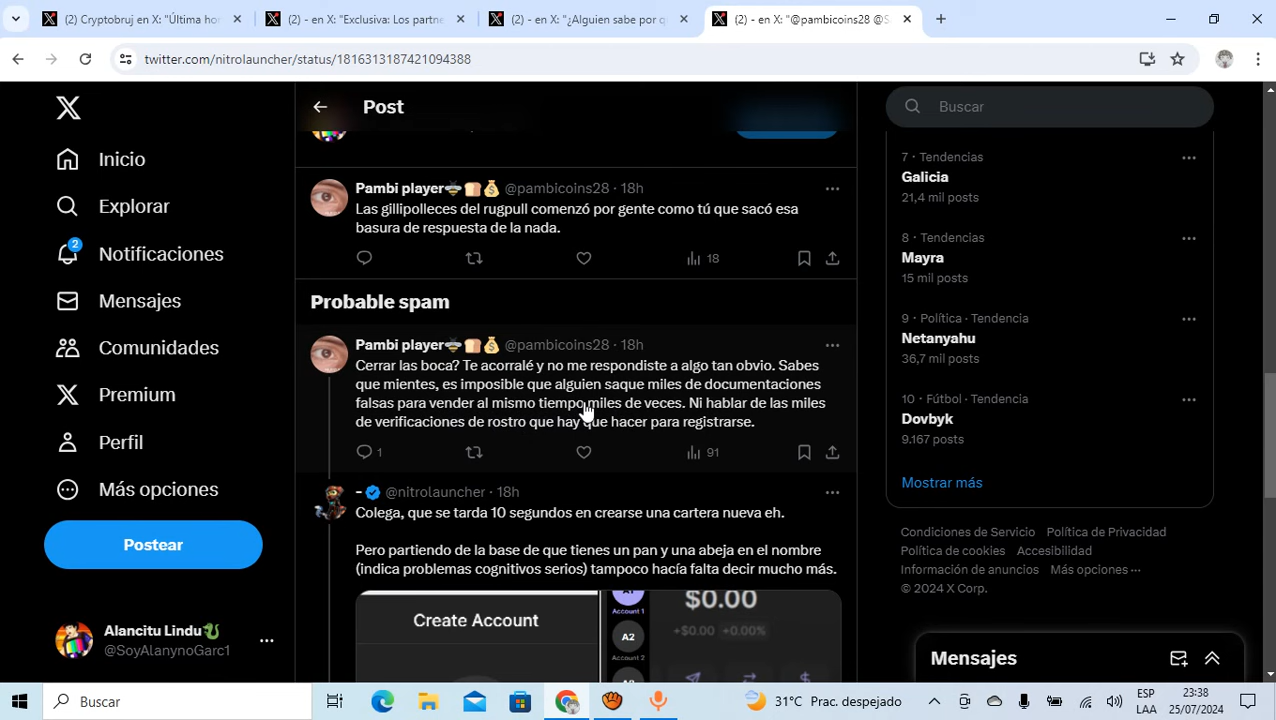 (2) Cryptobruj en X: "Última hor
(2) - en X: "Exclusiva: Los partne
(2) - en X: "¿Alguien sabe por q
(2) - en X: "@pambicoins28 @S
twitter.com/nitrolauncher/status/1816313187421094388
Post
Buscar
Inicio
Explorar
2
Notificaciones
Mensajes
Comunidades
Premium
Perfil
Más opciones
Postear
Alancitu Lindu
@SoyAlanynoGarc1
Pambi player @pambicoins28 · 18h
Las gillipolleces del rugpull comenzó por gente como tú que sacó esa
basura de respuesta de la nada.
18
Probable spam
Pambi player @pambicoins28 · 18h
Cerrar las boca? Te acorralé y no me respondiste a algo tan obvio. Sabes
que mientes, es imposible que alguien saque miles de documentaciones
falsas para vender al mismo tiempo miles de veces. Ni hablar de las miles
de verificaciones de rostro que hay que hacer para registrarse.
1
91
- @nitrolauncher · 18h
Colega, que se tarda 10 segundos en crearse una cartera nueva eh.
Pero partiendo de la base de que tienes un pan y una abeja en el nombre
(indica problemas cognitivos serios) tampoco hacía falta decir mucho más.
Create Account
A1
Account 1
A2
Account 2
$0.00
+$0.00 +0.00%
7 · Tendencias
Galicia
21,4 mil posts
8 · Tendencias
Mayra
15 mil posts
9 · Política · Tendencia
Netanyahu
36,7 mil posts
10 · Fútbol · Tendencia
Dovbyk
9.167 posts
Mostrar más
Condiciones de Servicio Política de Privacidad
Política de cookies Accesibilidad
Información de anuncios Más opciones ···
© 2024 X Corp.
Mensajes
Buscar
31°C Prac. despejado
ESP
LAA
23:38
25/07/2024